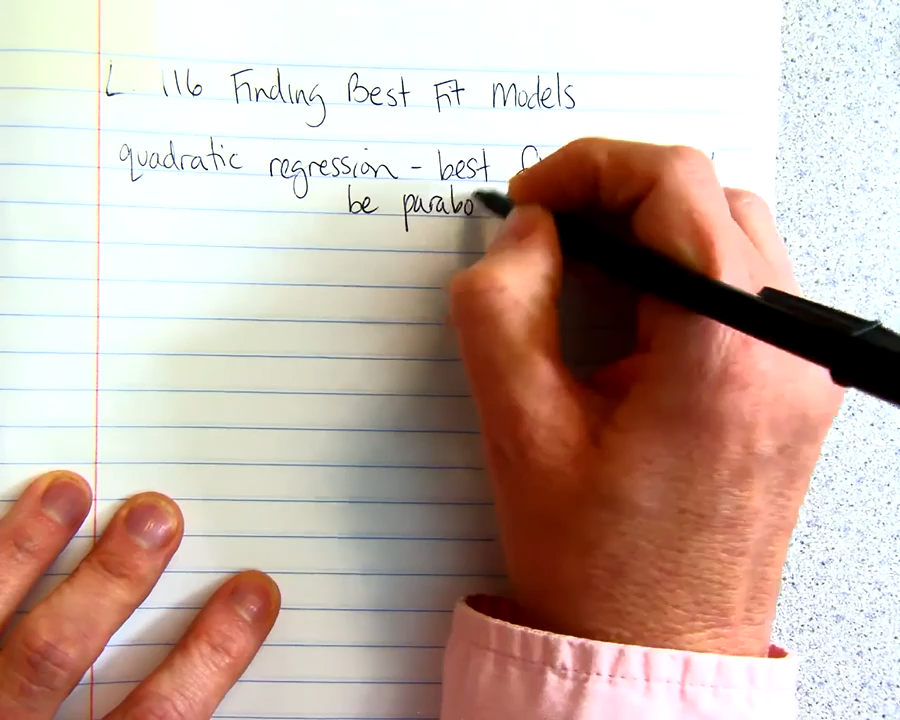 L. 116 Finding Best Fit Models
quadratic regression - best
be parabo